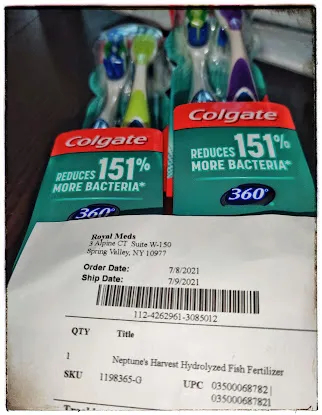 Colgate
REDUCES 151%
MORE BACTERIA*
360°
Colgate
REDUCES 151%
MORE BACTERIA*
360°
Royal Meds
3 Alpine CT Suite W-150
Spring Valley, NY 10977
Order Date: 7/8/2021
Ship Date: 7/9/2021
112-4262961-3085012
QTY Title
1 Neptune's Harvest Hydrolyzed Fish Fertilizer
SKU 1198365-G UPC 03500068782 |
035000687821